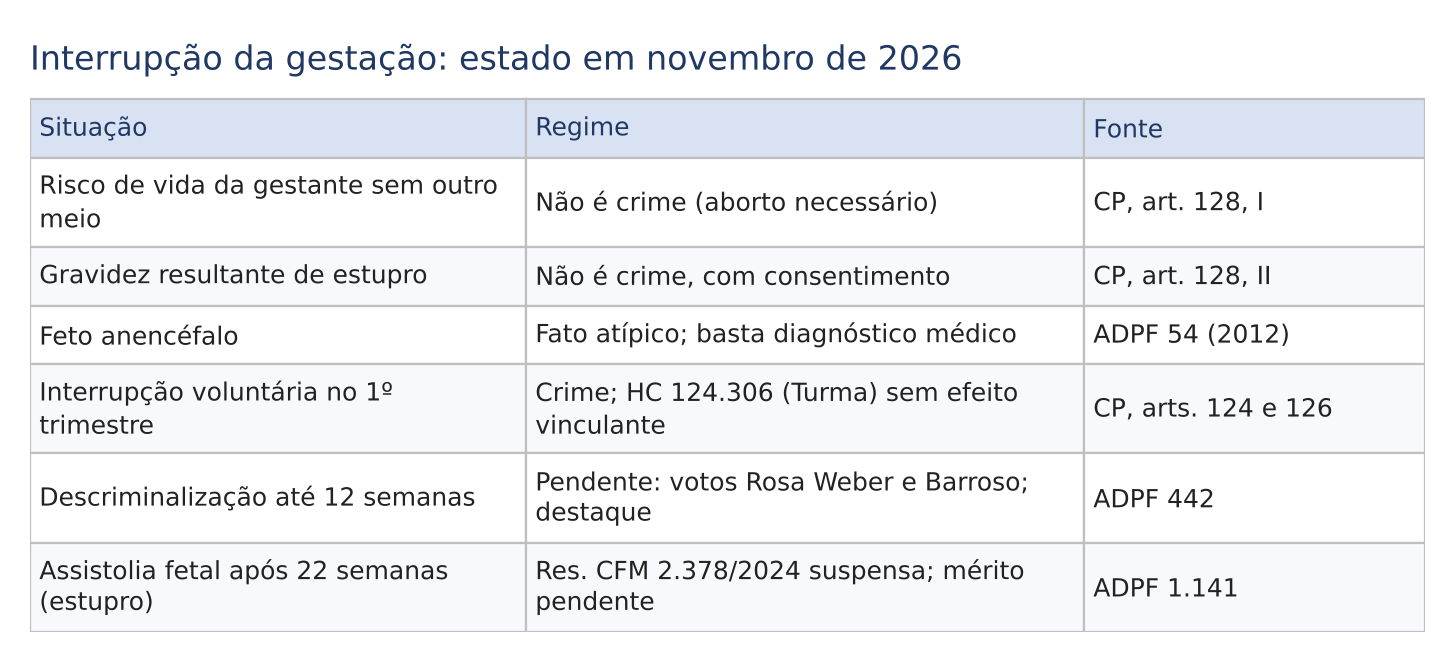 Interrupção da gestação: estado em novembro de 2026
Situação
Regime
Fonte
Risco de vida da gestante sem outro
meio
Não é crime (aborto necessário)
CP, art. 128, I
Gravidez resultante de estupro
Não é crime, com consentimento
CP, art. 128, II
Feto anencéfalo
Fato atípico; basta diagnóstico médico
ADPF 54 (2012)
Interrupção voluntária no 1º
trimestre
Crime; HC 124.306 (Turma) sem efeito
vinculante
CP, arts. 124 e 126
Descriminalização até 12 semanas
Pendente: votos Rosa Weber e Barroso;
destaque
ADPF 442
Assistolia fetal após 22 semanas
(estupro)
Res. CFM 2.378/2024 suspensa; mérito
pendente
ADPF 1.141